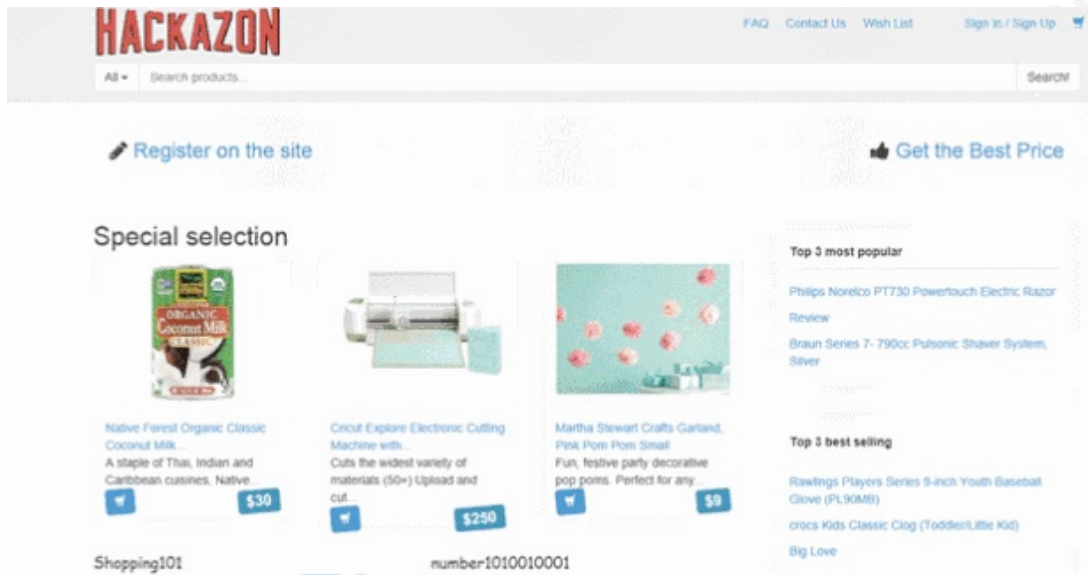 HACKAZON
FAQ Contact Us Wish List Sign In / Sign Up
All Search products... Search!
Register on the site
Get the Best Price
Special selection
ORGANIC
Coconut Milk
CLASSIC
Native Forest Organic Classic
Coconut Milk...
A staple of Thai, Indian and
Caribbean cuisines, Native...
$30
Cricut Explore Electronic Cutting
Machine with...
Cuts the widest variety of
materials (50+) Upload and
cut...
$250
Martha Stewart Crafts Garland,
Pink Pom Pom Small
Fun, festive party decorative
pop poms. Perfect for any...
$9
Top 3 most popular
Philips Norelco PT730 Powertouch Electric Razor
Review
Braun Series 7- 790cc Pulsonic Shaver System,
Silver
Top 3 best selling
Rawlings Players Series 9-inch Youth Baseball
Glove (PL90MB)
crocs Kids Classic Clog (Toddler/Little Kid)
Big Love
Shopping101
number1010010001